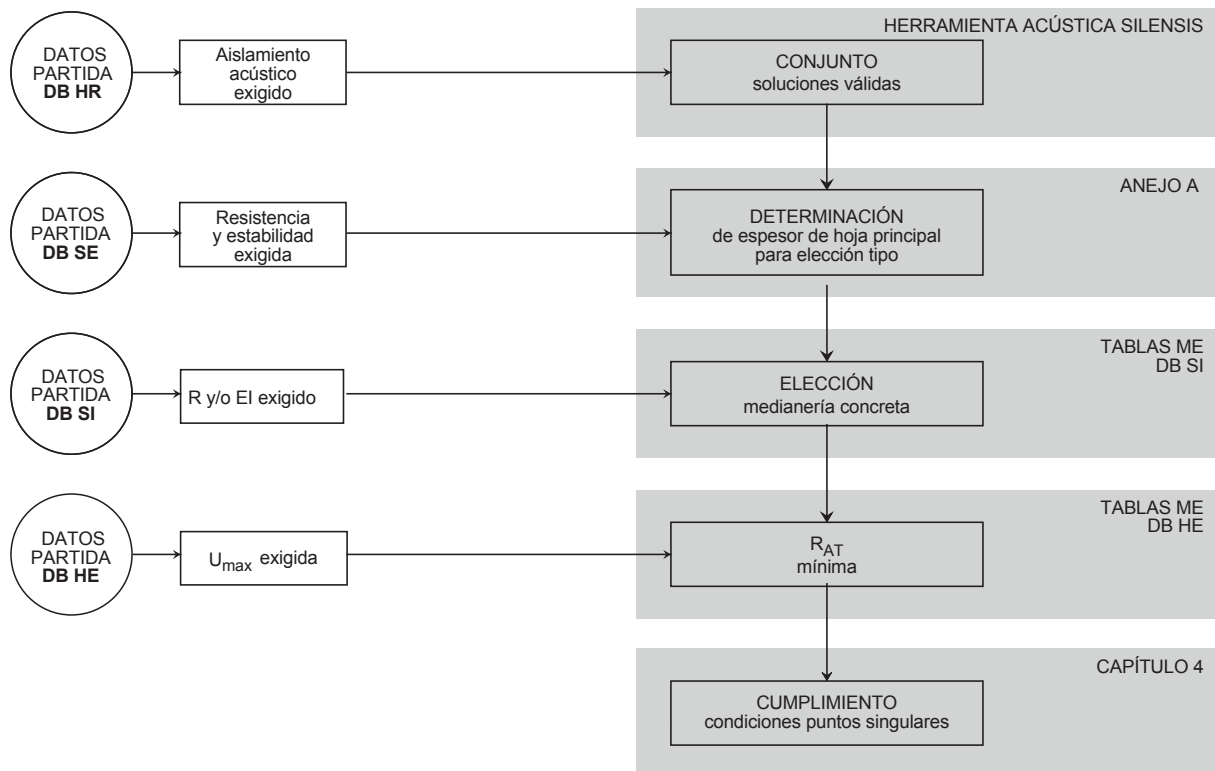 HERRAMIENTA ACÚSTICA SILENSIS
DATOS
PARTIDA
DB HR
Aislamiento
acústico
exigido
CONJUNTO
soluciones válidas
ANEJO A
DATOS
PARTIDA
DB SE
Resistencia
y estabilidad
exigida
DETERMINACIÓN
de espesor de hoja principal
para elección tipo
TABLAS ME
DB SI
DATOS
PARTIDA
DB SI
R y/o EI exigido
ELECCIÓN
medianería concreta
TABLAS ME
DB HE
DATOS
PARTIDA
DB HE
Umax exigida
RAT
mínima
CAPÍTULO 4
CUMPLIMIENTO
condiciones puntos singulares